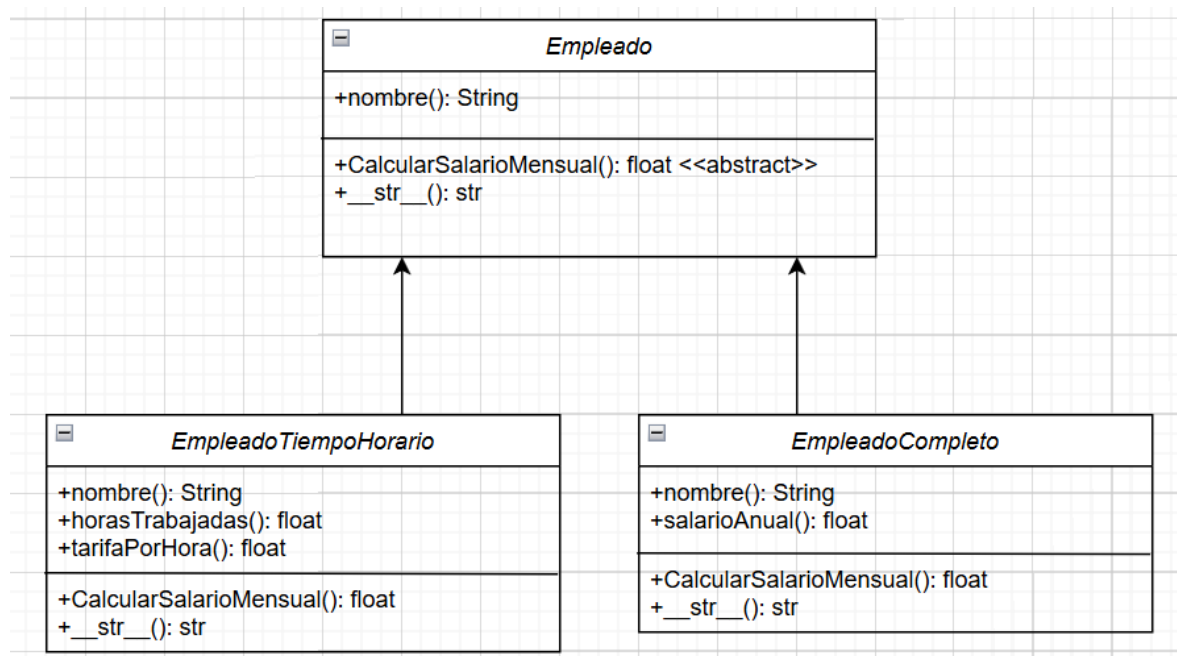 Empleado
+nombre(): String
+CalcularSalarioMensual(): float <<abstract>>
+__str__(): str
EmpleadoTiempoHorario
+nombre(): String
+horasTrabajadas(): float
+tarifaPorHora(): float
+CalcularSalarioMensual(): float
+__str__(): str
EmpleadoCompleto
+nombre(): String
+salarioAnual(): float
+CalcularSalarioMensual(): float
+__str__(): str